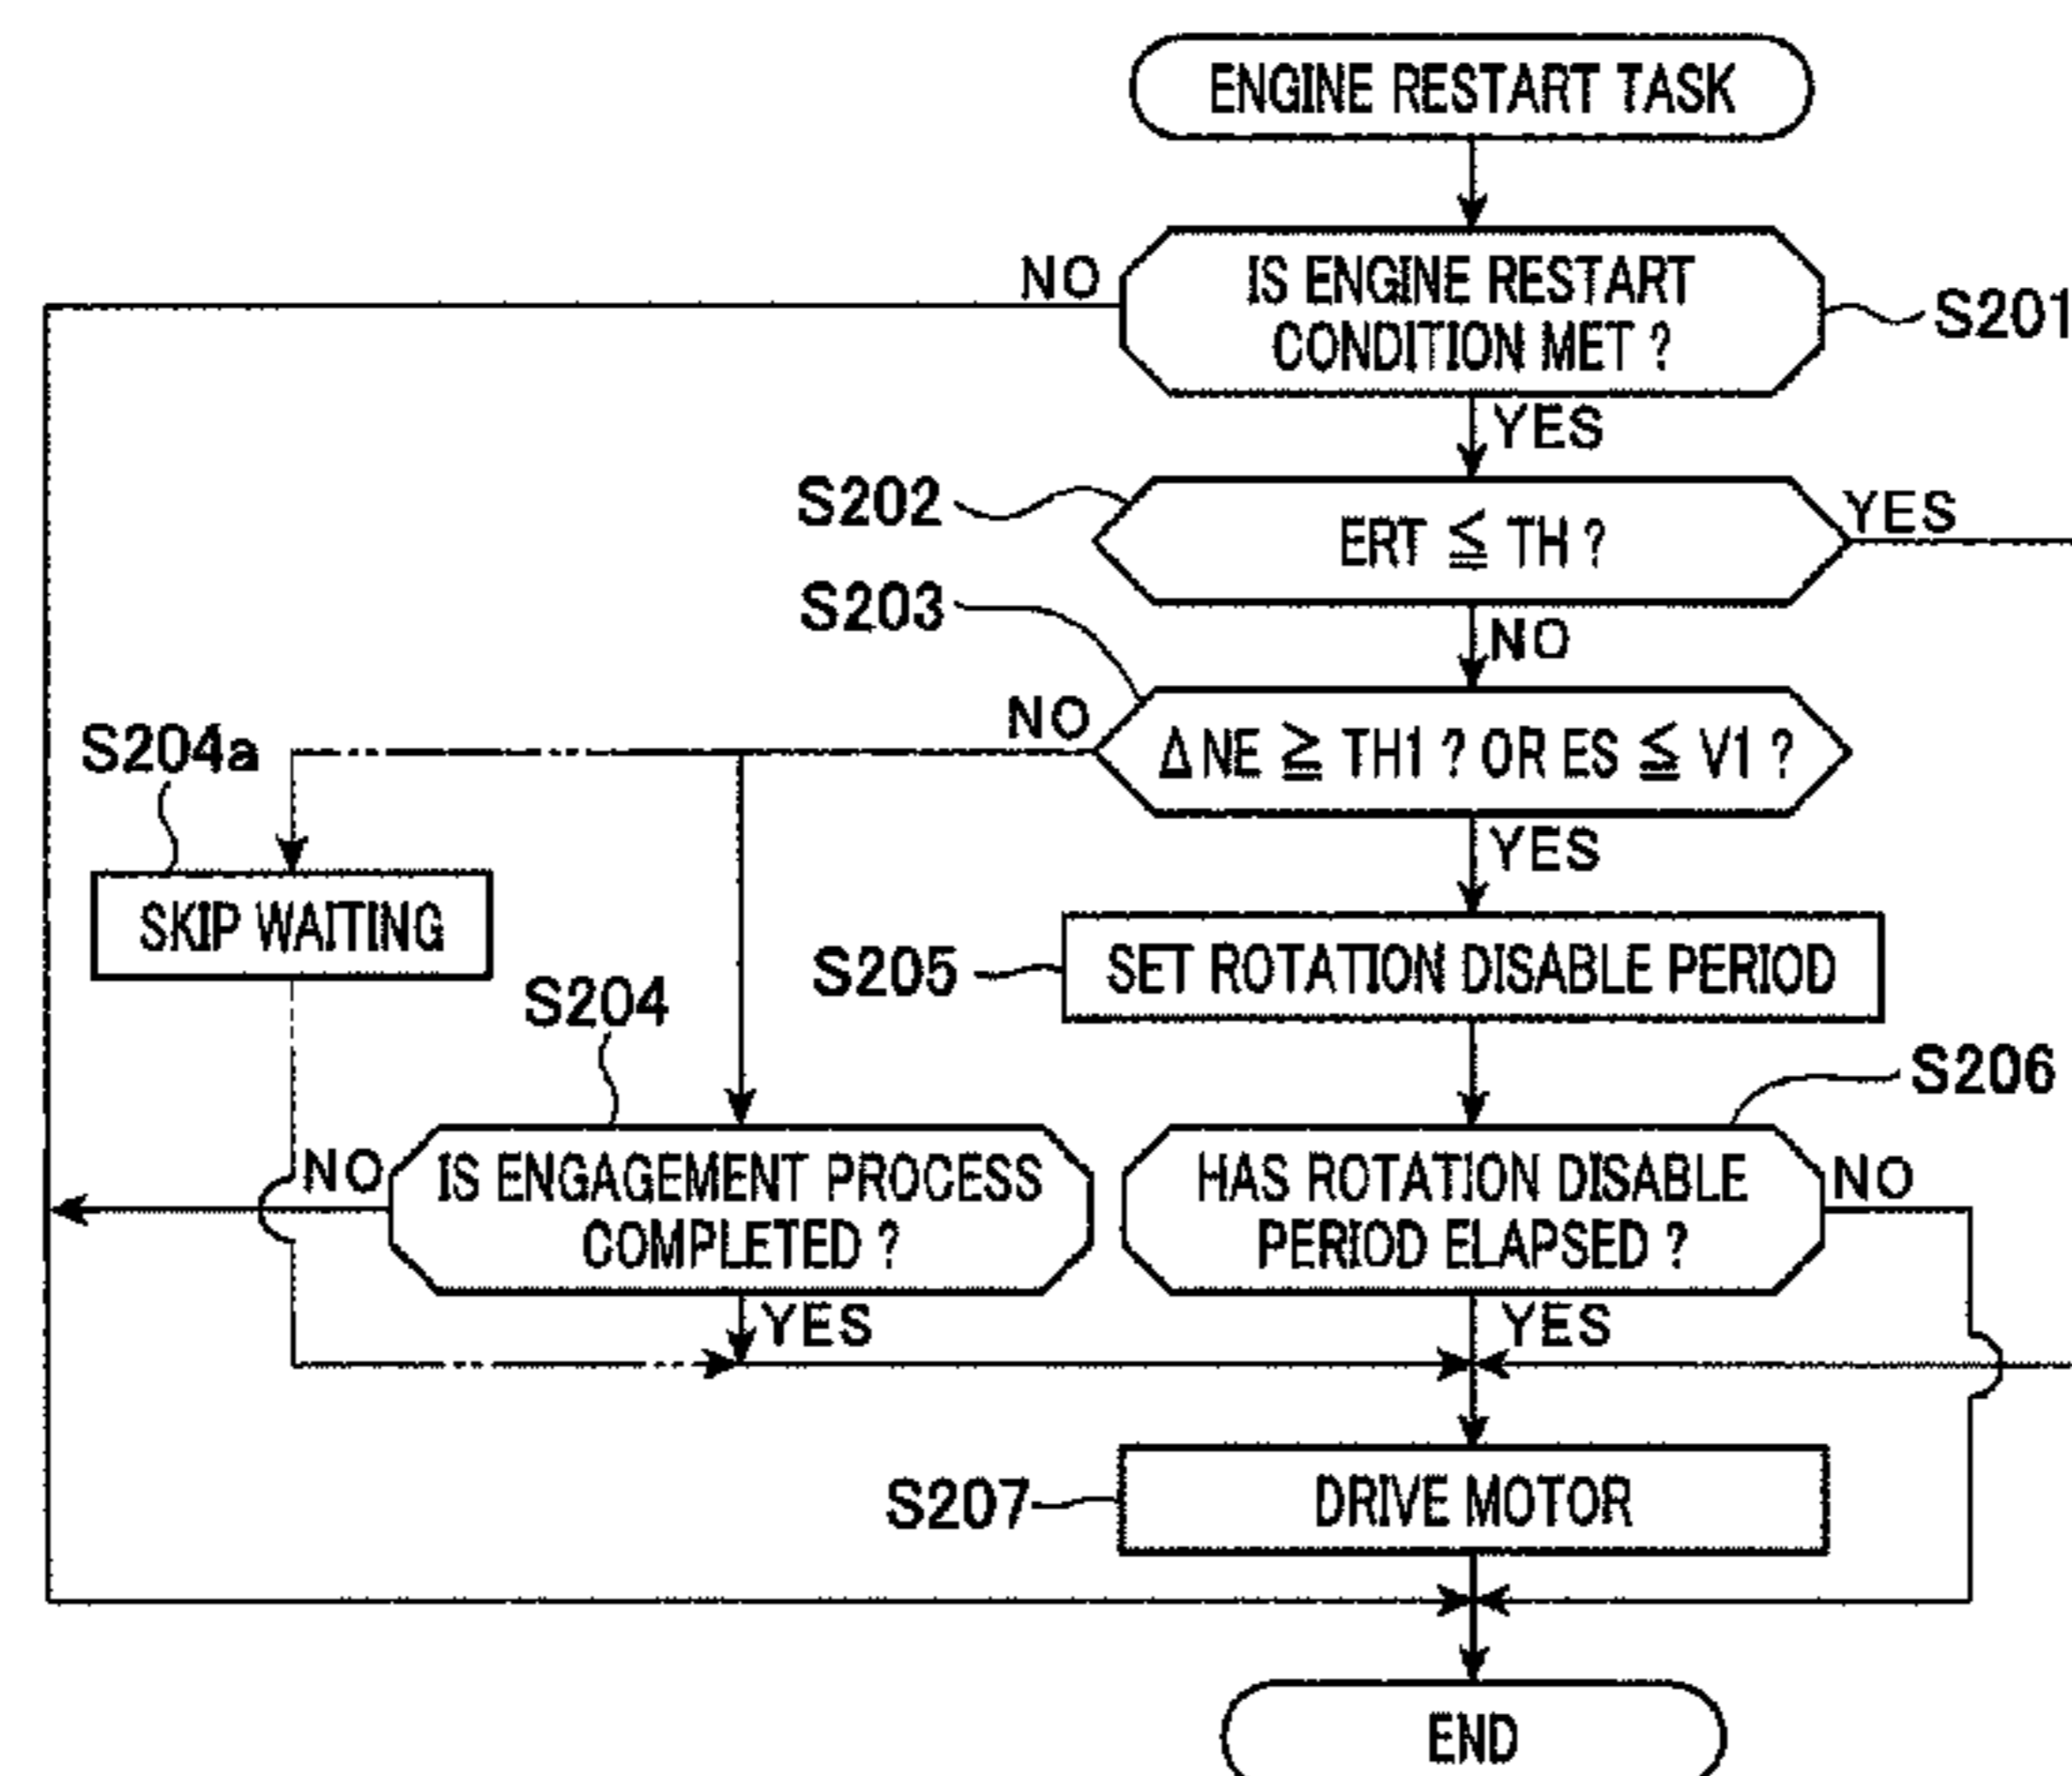 ENGINE RESTART TASK
NO
IS ENGINE RESTART
CONDITION MET ?
S201
YES
S202
ERT ≦ TH ?
YES
S203
NO
NO
ΔNE ≧ TH1 ? OR ES ≦ V1 ?
S204a
YES
SKIP WAITING
S205
SET ROTATION DISABLE PERIOD
S204
S206
NO
IS ENGAGEMENT PROCESS
COMPLETED ?
HAS ROTATION DISABLE
PERIOD ELAPSED ?
NO
YES
YES
S207
DRIVE MOTOR
END